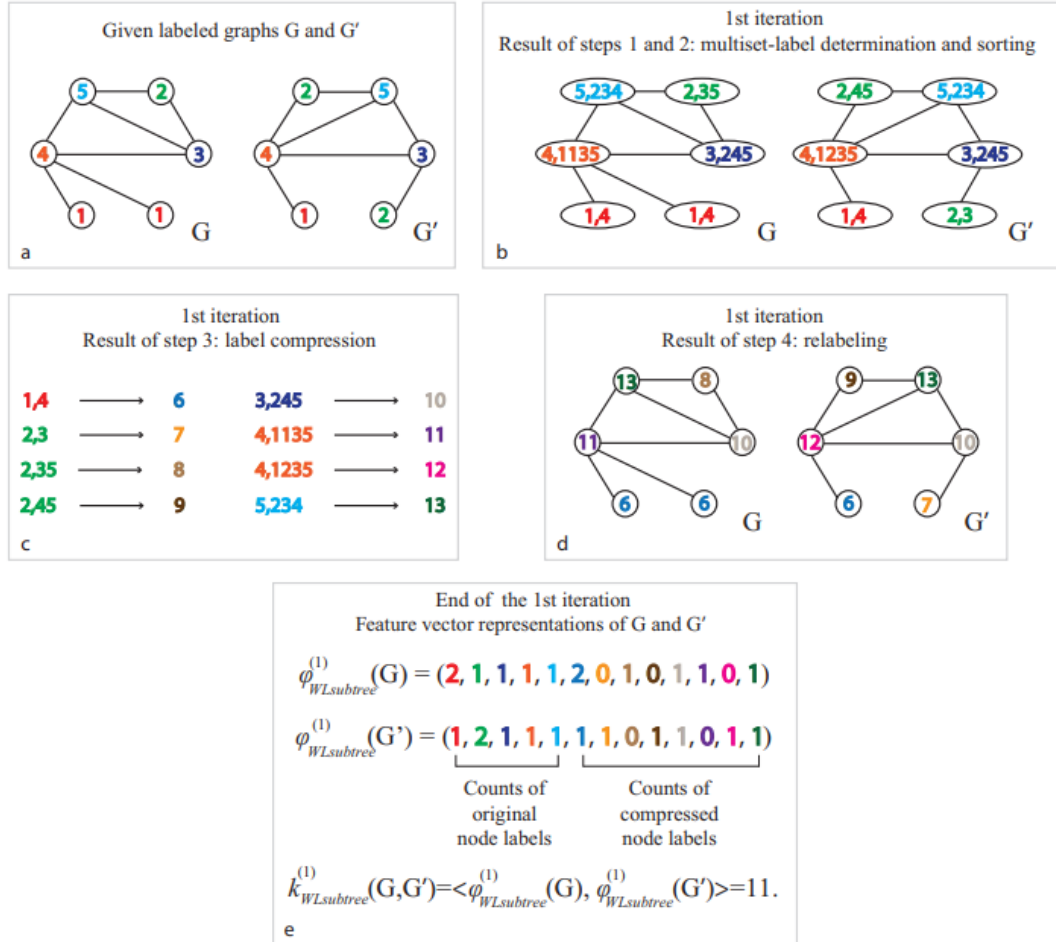 Given labeled graphs G and G′
5 2 2 5
4 3 4 3
1 1 1 2
G G′
a
1st iteration
Result of steps 1 and 2: multiset-label determination and sorting
5,234 2,35 2,45 5,234
4,1135 3,245 4,1235 3,245
1,4 1,4 1,4 2,3
G G′
b
1st iteration
Result of step 3: label compression
1,4 → 6 3,245 → 10
2,3 → 7 4,1135 → 11
2,35 → 8 4,1235 → 12
2,45 → 9 5,234 → 13
c
1st iteration
Result of step 4: relabeling
13 8 9 13
11 10 12 10
6 6 6 7
G G′
d
End of the 1st iteration
Feature vector representations of G and G′
φ(1)WLsubtree(G) = (2, 1, 1, 1, 1, 2, 0, 1, 0, 1, 1, 0, 1)
φ(1)WLsubtree(G’) = (1, 2, 1, 1, 1, 1, 1, 0, 1, 1, 0, 1, 1)
Counts of Counts of
original compressed
node labels node labels
k(1)WLsubtree(G,G′)=<φ(1)WLsubtree(G), φ(1)WLsubtree(G′)>=11.
e